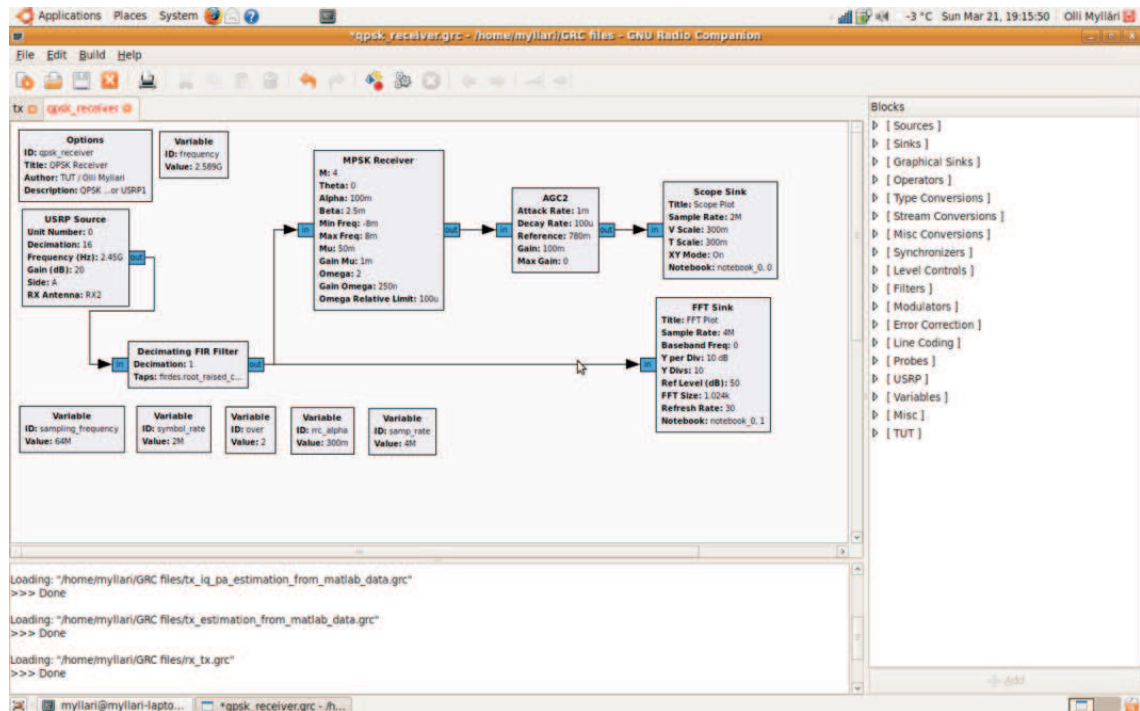 Applications Places System
-3 °C Sun Mar 21, 19:15:50 Olli Mylläri
*qpsk_receiver.grc - /home/myllari/GRC files - GNU Radio Companion
File Edit Build Help
tx
qpsk_receiver
Options
ID: qpsk_receiver
Title: QPSK Receiver
Author: TUT / Olli Myllari
Description: QPSK ...or USRP1
Variable
ID: frequency
Value: 2.589G
USRP Source
Unit Number: 0
Decimation: 16
Frequency (Hz): 2.45G
Gain (dB): 20
Side: A
RX Antenna: RX2
out
MPSK Receiver
M: 4
Theta: 0
Alpha: 100m
Beta: 2.5m
Min Freq: -8m
Max Freq: 8m
Mu: 50m
Gain Mu: 1m
Omega: 2
Gain Omega: 250n
Omega Relative Limit: 100u
in
out
AGC2
Attack Rate: 1m
Decay Rate: 100u
Reference: 780m
Gain: 100m
Max Gain: 0
in
out
Scope Sink
Title: Scope Plot
Sample Rate: 2M
V Scale: 300m
T Scale: 300m
XY Mode: On
Notebook: notebook_0, 0
in
FFT Sink
Title: FFT Plot
Sample Rate: 4M
Baseband Freq: 0
Y per Div: 10 dB
Y Divs: 10
Ref Level (dB): 50
FFT Size: 1.024k
Refresh Rate: 30
Notebook: notebook_0, 1
in
Decimating FIR Filter
Decimation: 1
Taps: firdes.root_raised_c...
in
out
Variable
ID: sampling_frequency
Value: 64M
Variable
ID: symbol_rate
Value: 2M
Variable
ID: over
Value: 2
Variable
ID: rrc_alpha
Value: 300m
Variable
ID: samp_rate
Value: 4M
Blocks
[ Sources ]
[ Sinks ]
[ Graphical Sinks ]
[ Operators ]
[ Type Conversions ]
[ Stream Conversions ]
[ Misc Conversions ]
[ Synchronizers ]
[ Level Controls ]
[ Filters ]
[ Modulators ]
[ Error Correction ]
[ Line Coding ]
[ Probes ]
[ USRP ]
[ Variables ]
[ Misc ]
[ TUT ]
Add
Loading: "/home/myllari/GRC files/tx_iq_pa_estimation_from_matlab_data.grc"
>>> Done
Loading: "/home/myllari/GRC files/tx_estimation_from_matlab_data.grc"
>>> Done
Loading: "/home/myllari/GRC files/rx_tx.grc"
>>> Done
myllari@myllari-lapto...
*qpsk_receiver.grc - /h...